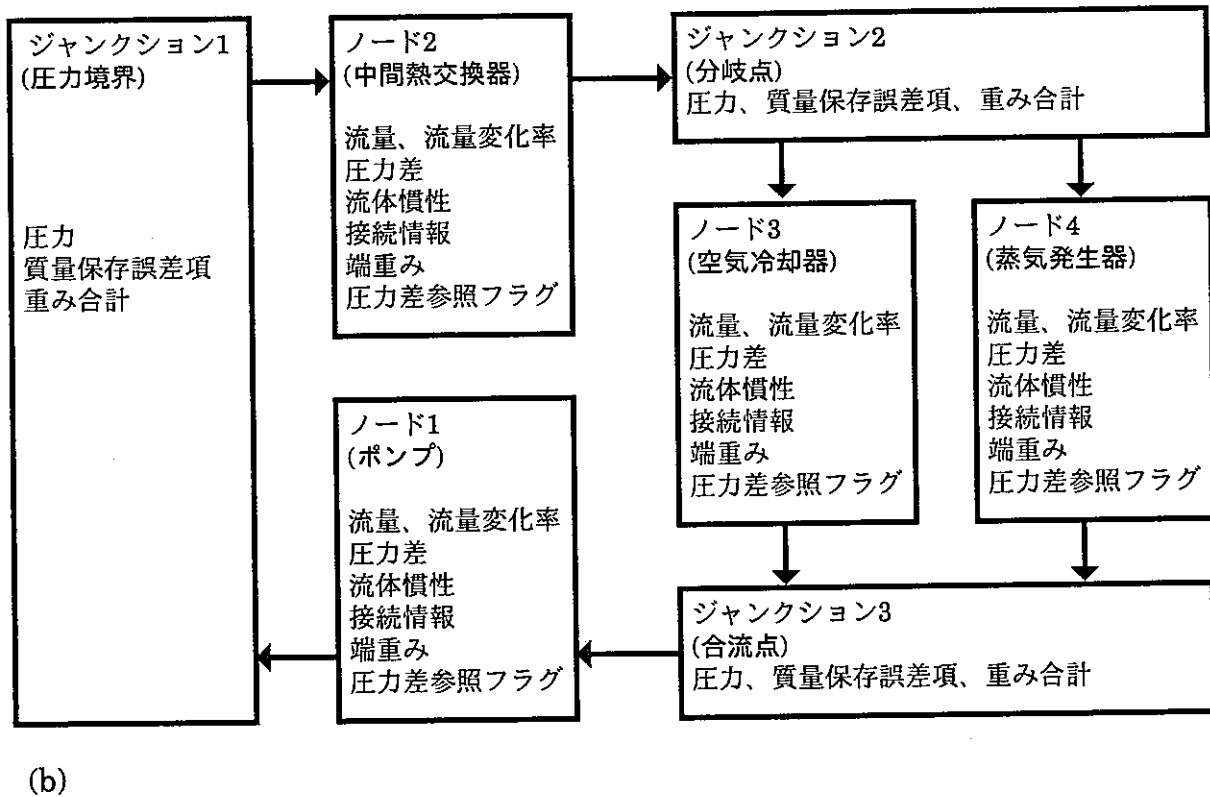 ジャンクション1
(圧力境界)
圧力
質量保存誤差項
重み合計
ノード2
(中間熱交換器)
流量、流量変化率
圧力差
流体慣性
接続情報
端重み
圧力差参照フラグ
ジャンクション2
(分岐点)
圧力、質量保存誤差項、重み合計
ノード3
(空気冷却器)
流量、流量変化率
圧力差
流体慣性
接続情報
端重み
圧力差参照フラグ
ノード4
(蒸気発生器)
流量、流量変化率
圧力差
流体慣性
接続情報
端重み
圧力差参照フラグ
ノード1
(ポンプ)
流量、流量変化率
圧力差
流体慣性
接続情報
端重み
圧力差参照フラグ
ジャンクション3
(合流点)
圧力、質量保存誤差項、重み合計
(b)